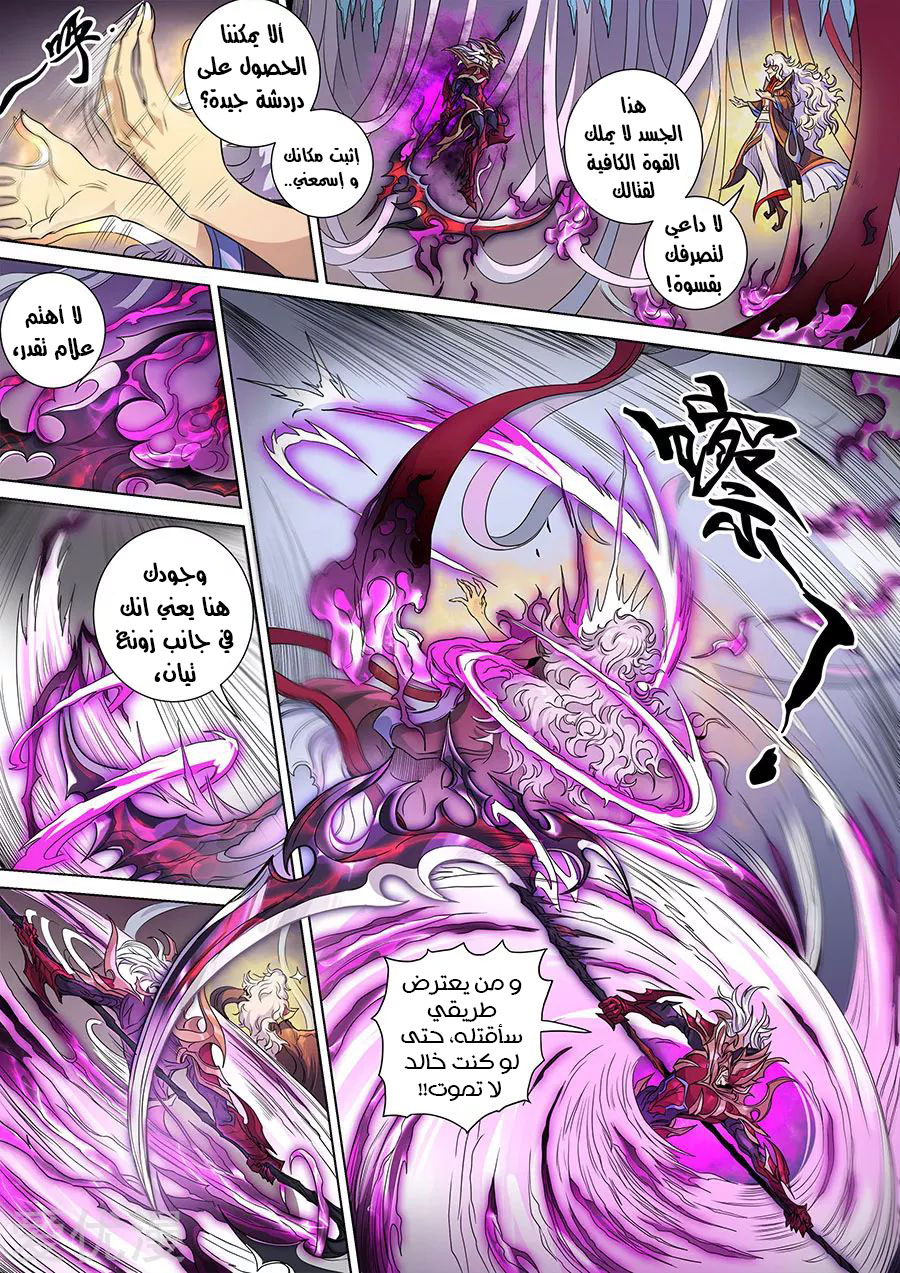 هذا
الجسد لا يملك
القوة الكافية
لقتالك
لا داعي
لتصرفك
بقسوة!
ألا يمكننا
الحصول على
دردشة جيدة؟
إثبت مكانك
و إسمعني..
呼
لا أهتم
علام تقدر،
وجودك
هنا يعني انك
في جانب زونغ
تيان،
و من يعترض
طريقي
سأقتله، حتى
لو كنت خالد
لا تموت!!